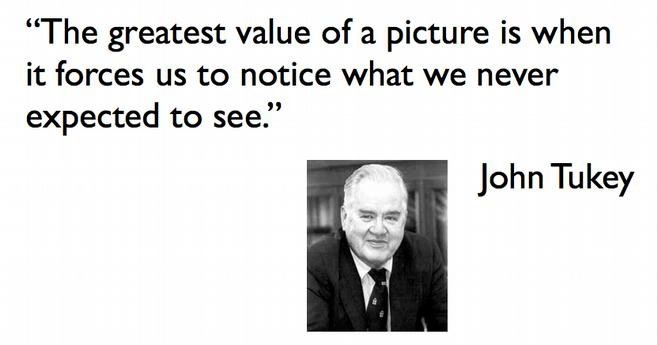 “The greatest value of a picture is when
it forces us to notice what we never
expected to see.”
John Tukey